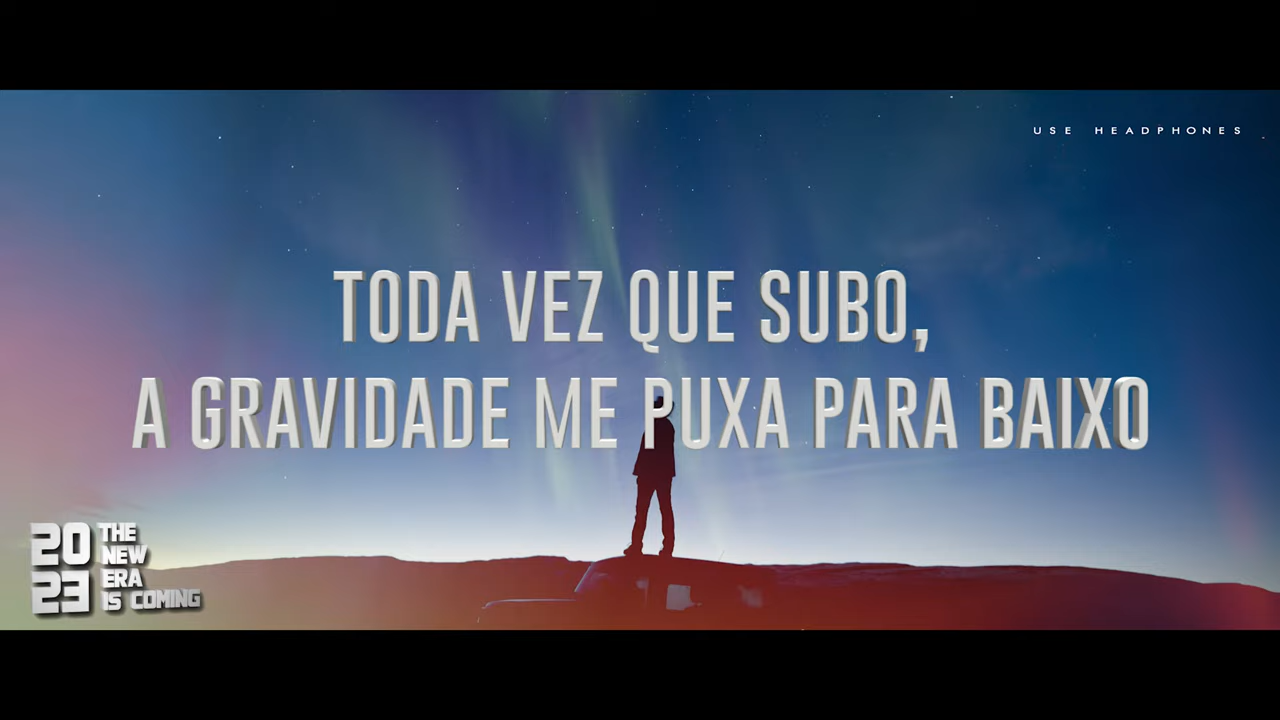 USE HEADPHONES
TODA VEZ QUE SUBO,
A GRAVIDADE ME PUXA PARA BAIXO
20 THE
NEW
23 ERA
IS COMING